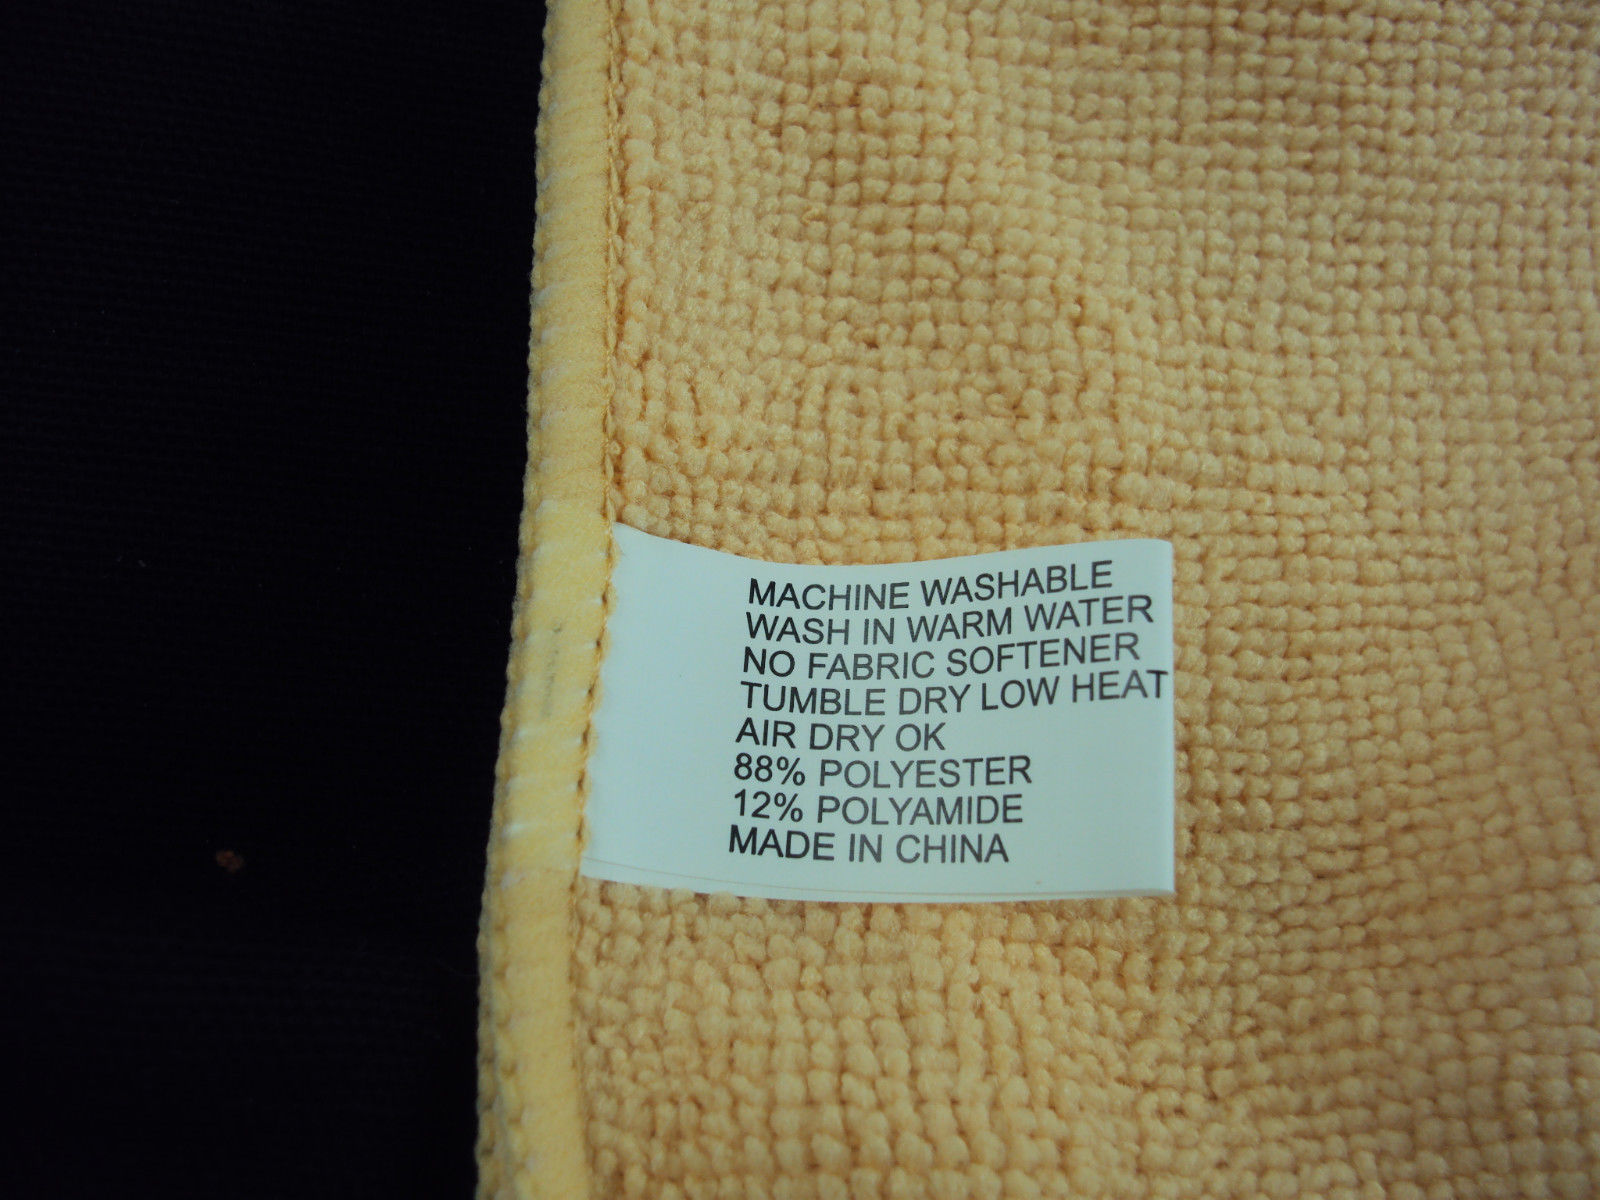 MACHINE WASHABLE
WASH IN WARM WATER
NO FABRIC SOFTENER
TUMBLE DRY LOW HEAT
AIR DRY OK
88% POLYESTER
12% POLYAMIDE
MADE IN CHINA